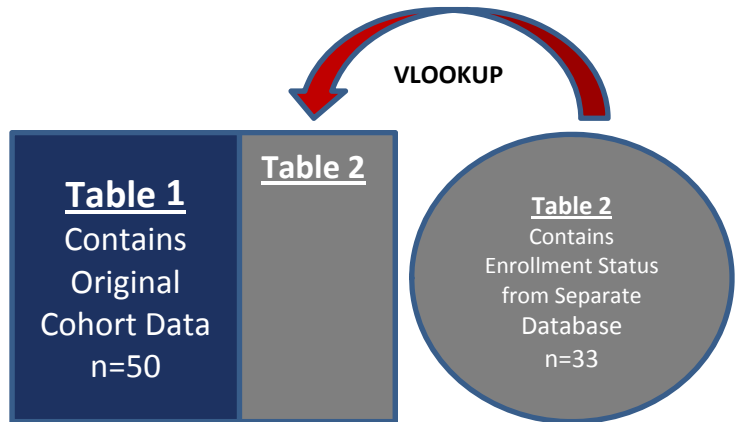 VLOOKUP
Table 1
Contains
Original
Cohort Data
n=50
Table 2
Table 2
Contains
Enrollment Status
from Separate
Database
n=33